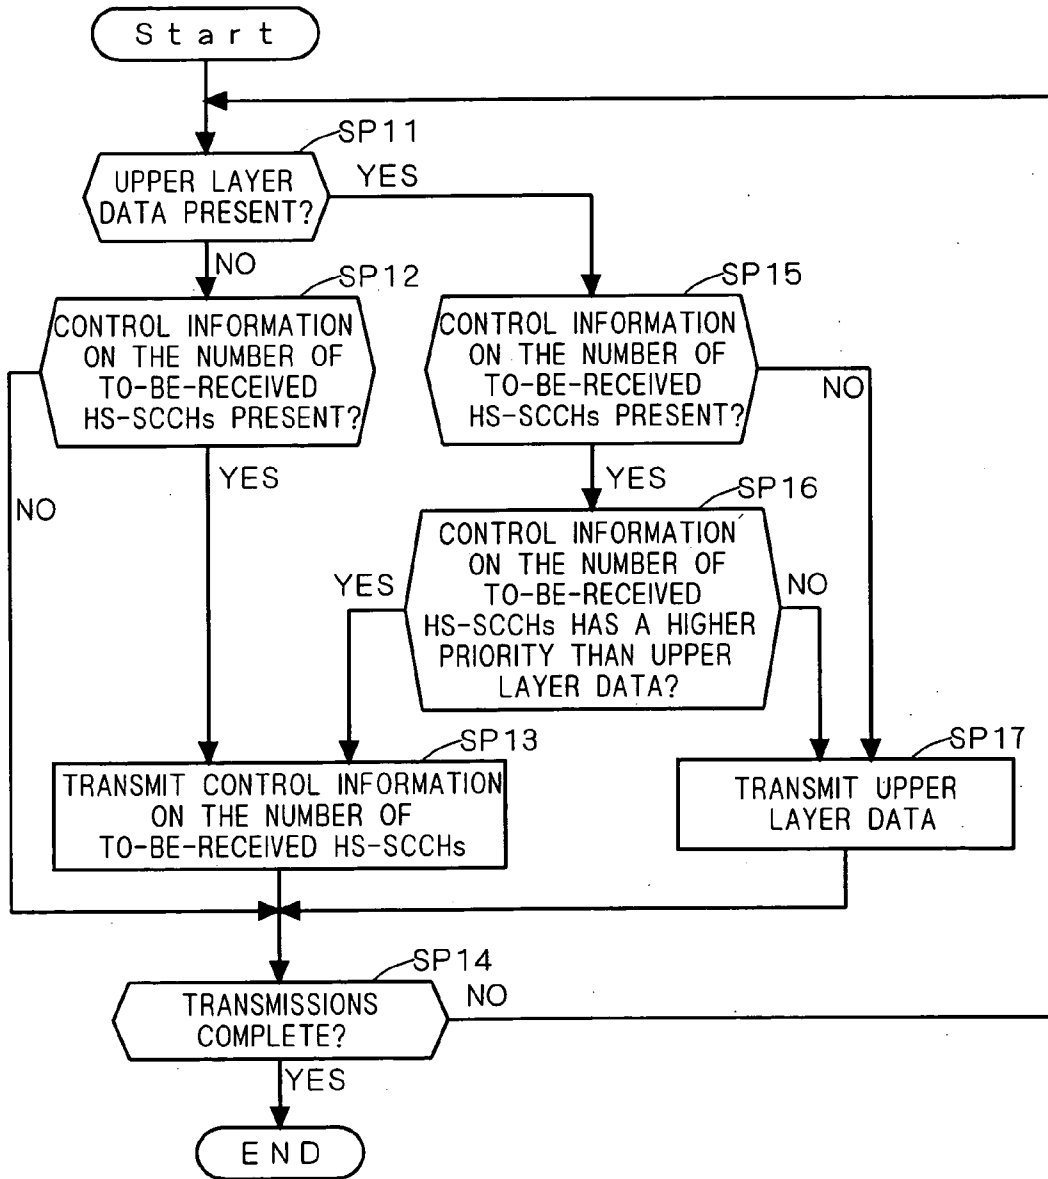 Start
SP11
UPPER LAYER
DATA PRESENT?
YES
NO
SP12
CONTROL INFORMATION
ON THE NUMBER OF
TO-BE-RECEIVED
HS-SCCHs PRESENT?
SP15
CONTROL INFORMATION
ON THE NUMBER OF
TO-BE-RECEIVED
HS-SCCHs PRESENT?
NO
YES
NO
YES
SP16
CONTROL INFORMATION
ON THE NUMBER OF
TO-BE-RECEIVED
HS-SCCHs HAS A HIGHER
PRIORITY THAN UPPER
LAYER DATA?
YES
NO
SP13
TRANSMIT CONTROL INFORMATION
ON THE NUMBER OF
TO-BE-RECEIVED HS-SCCHs
SP17
TRANSMIT UPPER
LAYER DATA
SP14
TRANSMISSIONS
COMPLETE?
NO
YES
END